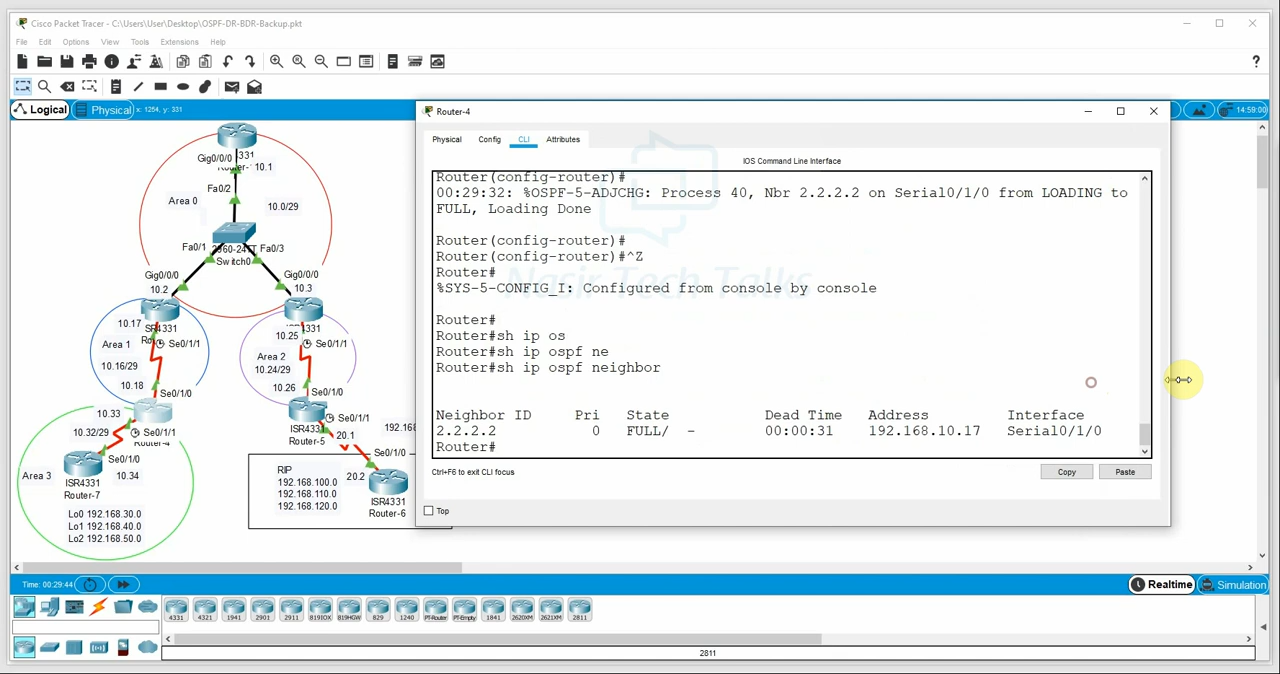 Cisco Packet Tracer - C:\Users\User\Desktop\OSPF-DR-BDR-Backup.pkt
File Edit Options View Tools Extensions Help
Logical Physical x: 1254, y: 331 14:59:00
Router-4
Physical Config CLI Attributes
IOS Command Line Interface
Router(config-router)#
00:29:32: %OSPF-5-ADJCHG: Process 40, Nbr 2.2.2.2 on Serial0/1/0 from LOADING to
FULL, Loading Done
Router(config-router)#
Router(config-router)#^Z
Router#
%SYS-5-CONFIG_I: Configured from console by console
Router#
Router#sh ip os
Router#sh ip ospf ne
Router#sh ip ospf neighbor
Neighbor ID Pri State Dead Time Address Interface
2.2.2.2 0 FULL/ - 00:00:31 192.168.10.17 Serial0/1/0
Router#
Ctrl+F6 to exit CLI focus
Copy Paste
Top
Nasir Tech Talks
Gig0/0/0
10.1
Fa0/2
Area 0
10.0/29
Fa0/1
Fa0/3
Switch0
Gig0/0/0
10.2
Gig0/0/0
10.3
10.17
Se0/1/1
Area 1
10.16/29
10.18
Se0/1/0
10.25
Se0/1/1
Area 2
10.24/29
10.26
Se0/1/0
10.33
Se0/1/1
10.32/29
Router-4
Se0/1/0
Area 3
10.34
ISR4331
Router-7
Lo0 192.168.30.0
Lo1 192.168.40.0
Lo2 192.168.50.0
Se0/1/1
Router-5
20.1
192.168
Se0/1/0
20.2
ISR4331
Router-6
RIP
192.168.100.0
192.168.110.0
192.168.120.0
Time: 00:29:44 Realtime Simulation
4331 4321 1941 2901 2911 819IOX 819HGW 829 1240 PT-Router PT-Empty 1841 2620XM 2621XM 2811
2811